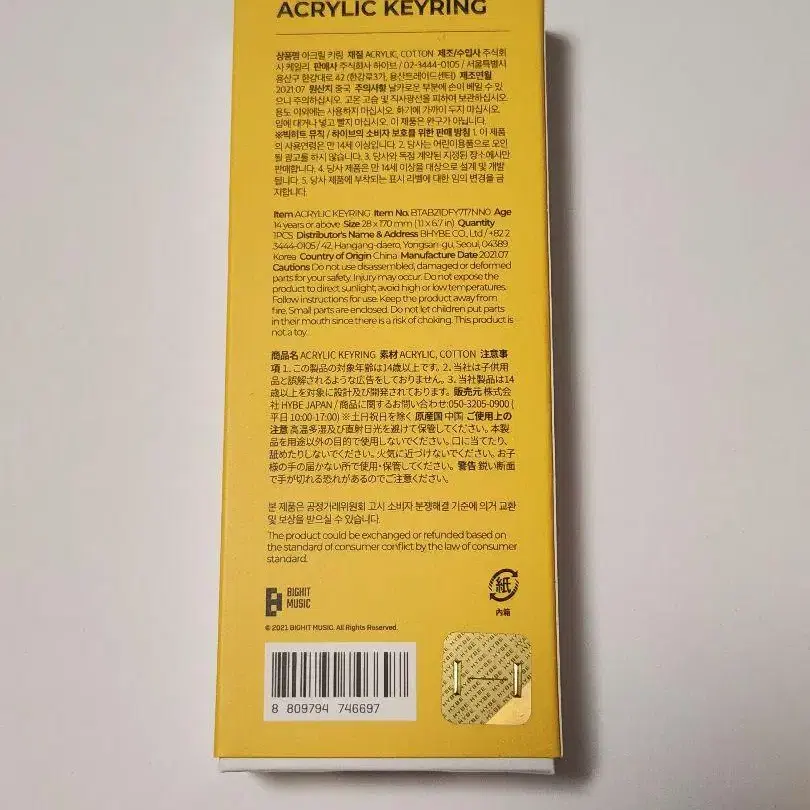 ACRYLIC KEYRING
상품명 아크릴 키링 재질 ACRYLIC, COTTON 제조/수입사 주식회
사 케일리 판매사 주식회사 하이브 / 02-3444-0105 / 서울특별시
용산구 한강대로 42 (한강로3가, 용산트레이드센터) 제조연월
2021.07 원산지 중국 주의사항 날카로운 부분에 손이 베일 수 있
으니 주의하십시오. 고온 고습 및 직사광선을 피하여 보관하십시오.
용도 이외에는 사용하지 마십시오. 화기에 가까이 두지 마십시오.
입에 대거나 넣고 빨지 마십시오. 이 제품은 완구가 아닙니다.
※빅히트 뮤직 / 하이브의 소비자 보호를 위한 판매 방침 1. 이 제품
의 사용연령은 만 14세 이상입니다. 2. 당사는 어린이용품으로 오인
될 광고를 하지 않습니다. 3. 당사와 독점 계약된 지정된 장소에서만
판매합니다. 4. 당사 제품은 만 14세 이상을 대상으로 설계 및 개발
됩니다. 5. 당사 제품에 부착되는 표시 라벨에 대한 임의 변경을 금
지합니다.
Item ACRYLIC KEYRING Item No. BTABZ1DFY7T7NN0 Age
14 years or above Size 28 x 170 mm (1.1 x 6.7 in) Quantity
1PCS Distributor's Name & Address BHYBE CO., Ltd / +82 2
3444-0105 / 42, Hangang-daero, Yongsan-gu, Seoul, 04389,
Korea Country of Origin China Manufacture Date 2021.07
Cautions Do not use disassembled, damaged or deformed
parts for your safety. Injury may occur. Do not expose the
product to direct sunlight, avoid high or low temperatures.
Follow instructions for use. Keep the product away from
fire. Small parts are enclosed. Do not let children put parts
in their mouth since there is a risk of choking. This product is
not a toy.
商品名 ACRYLIC KEYRING 素材 ACRYLIC, COTTON 注意事
項 1. この製品の対象年齢は14歳以上です。2. 当社は子供用
品と誤解されるような広告をしておりません。3. 当社製品は14
歳以上を対象に設計及び開発されております。販売元 株式会
社 HYBE JAPAN / 商品に関するお問い合わせ:050-3205-0900 (
平日 10:00-17:00) ※土日祝日を除く 原産国 中国 ご使用上の
注意 高温多湿及び直射日光を避けて保管してください。本製
品を用途以外の目的で使用しないでください。口に当てたり、
舐めたりしないでください。火気に近づけないでください。お子
様の手の届かない所で使用・保管してください。警告 鋭い断面
で手が切れる恐れがあるのでご注意ください。
본 제품은 공정거래위원회 고시 소비자 분쟁해결 기준에 의거 교환
및 보상을 받으실 수 있습니다.
The product could be exchanged or refunded based on
the standard of consumer conflict by the law of consumer
standard.
BIGHIT
MUSIC
紙
内箱
© 2021 BIGHIT MUSIC. All Rights Reserved.
8 809794 746697
HYBE HYBE HYBE